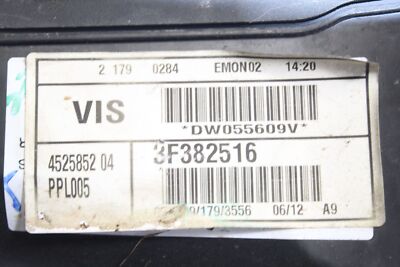 2 179 0284 EMON02 14:20
VIS
*DW055609V*
4525852 04 3F382516
PPL005
/179/3556 06/12 A9